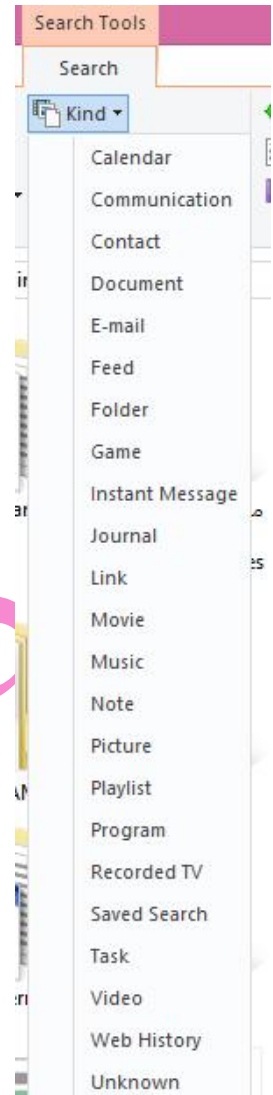 Search Tools
Search
Kind
Calendar
Communication
Contact
Document
E-mail
Feed
Folder
Game
Instant Message
Journal
Link
Movie
Music
Note
Picture
Playlist
Program
Recorded TV
Saved Search
Task
Video
Web History
Unknown